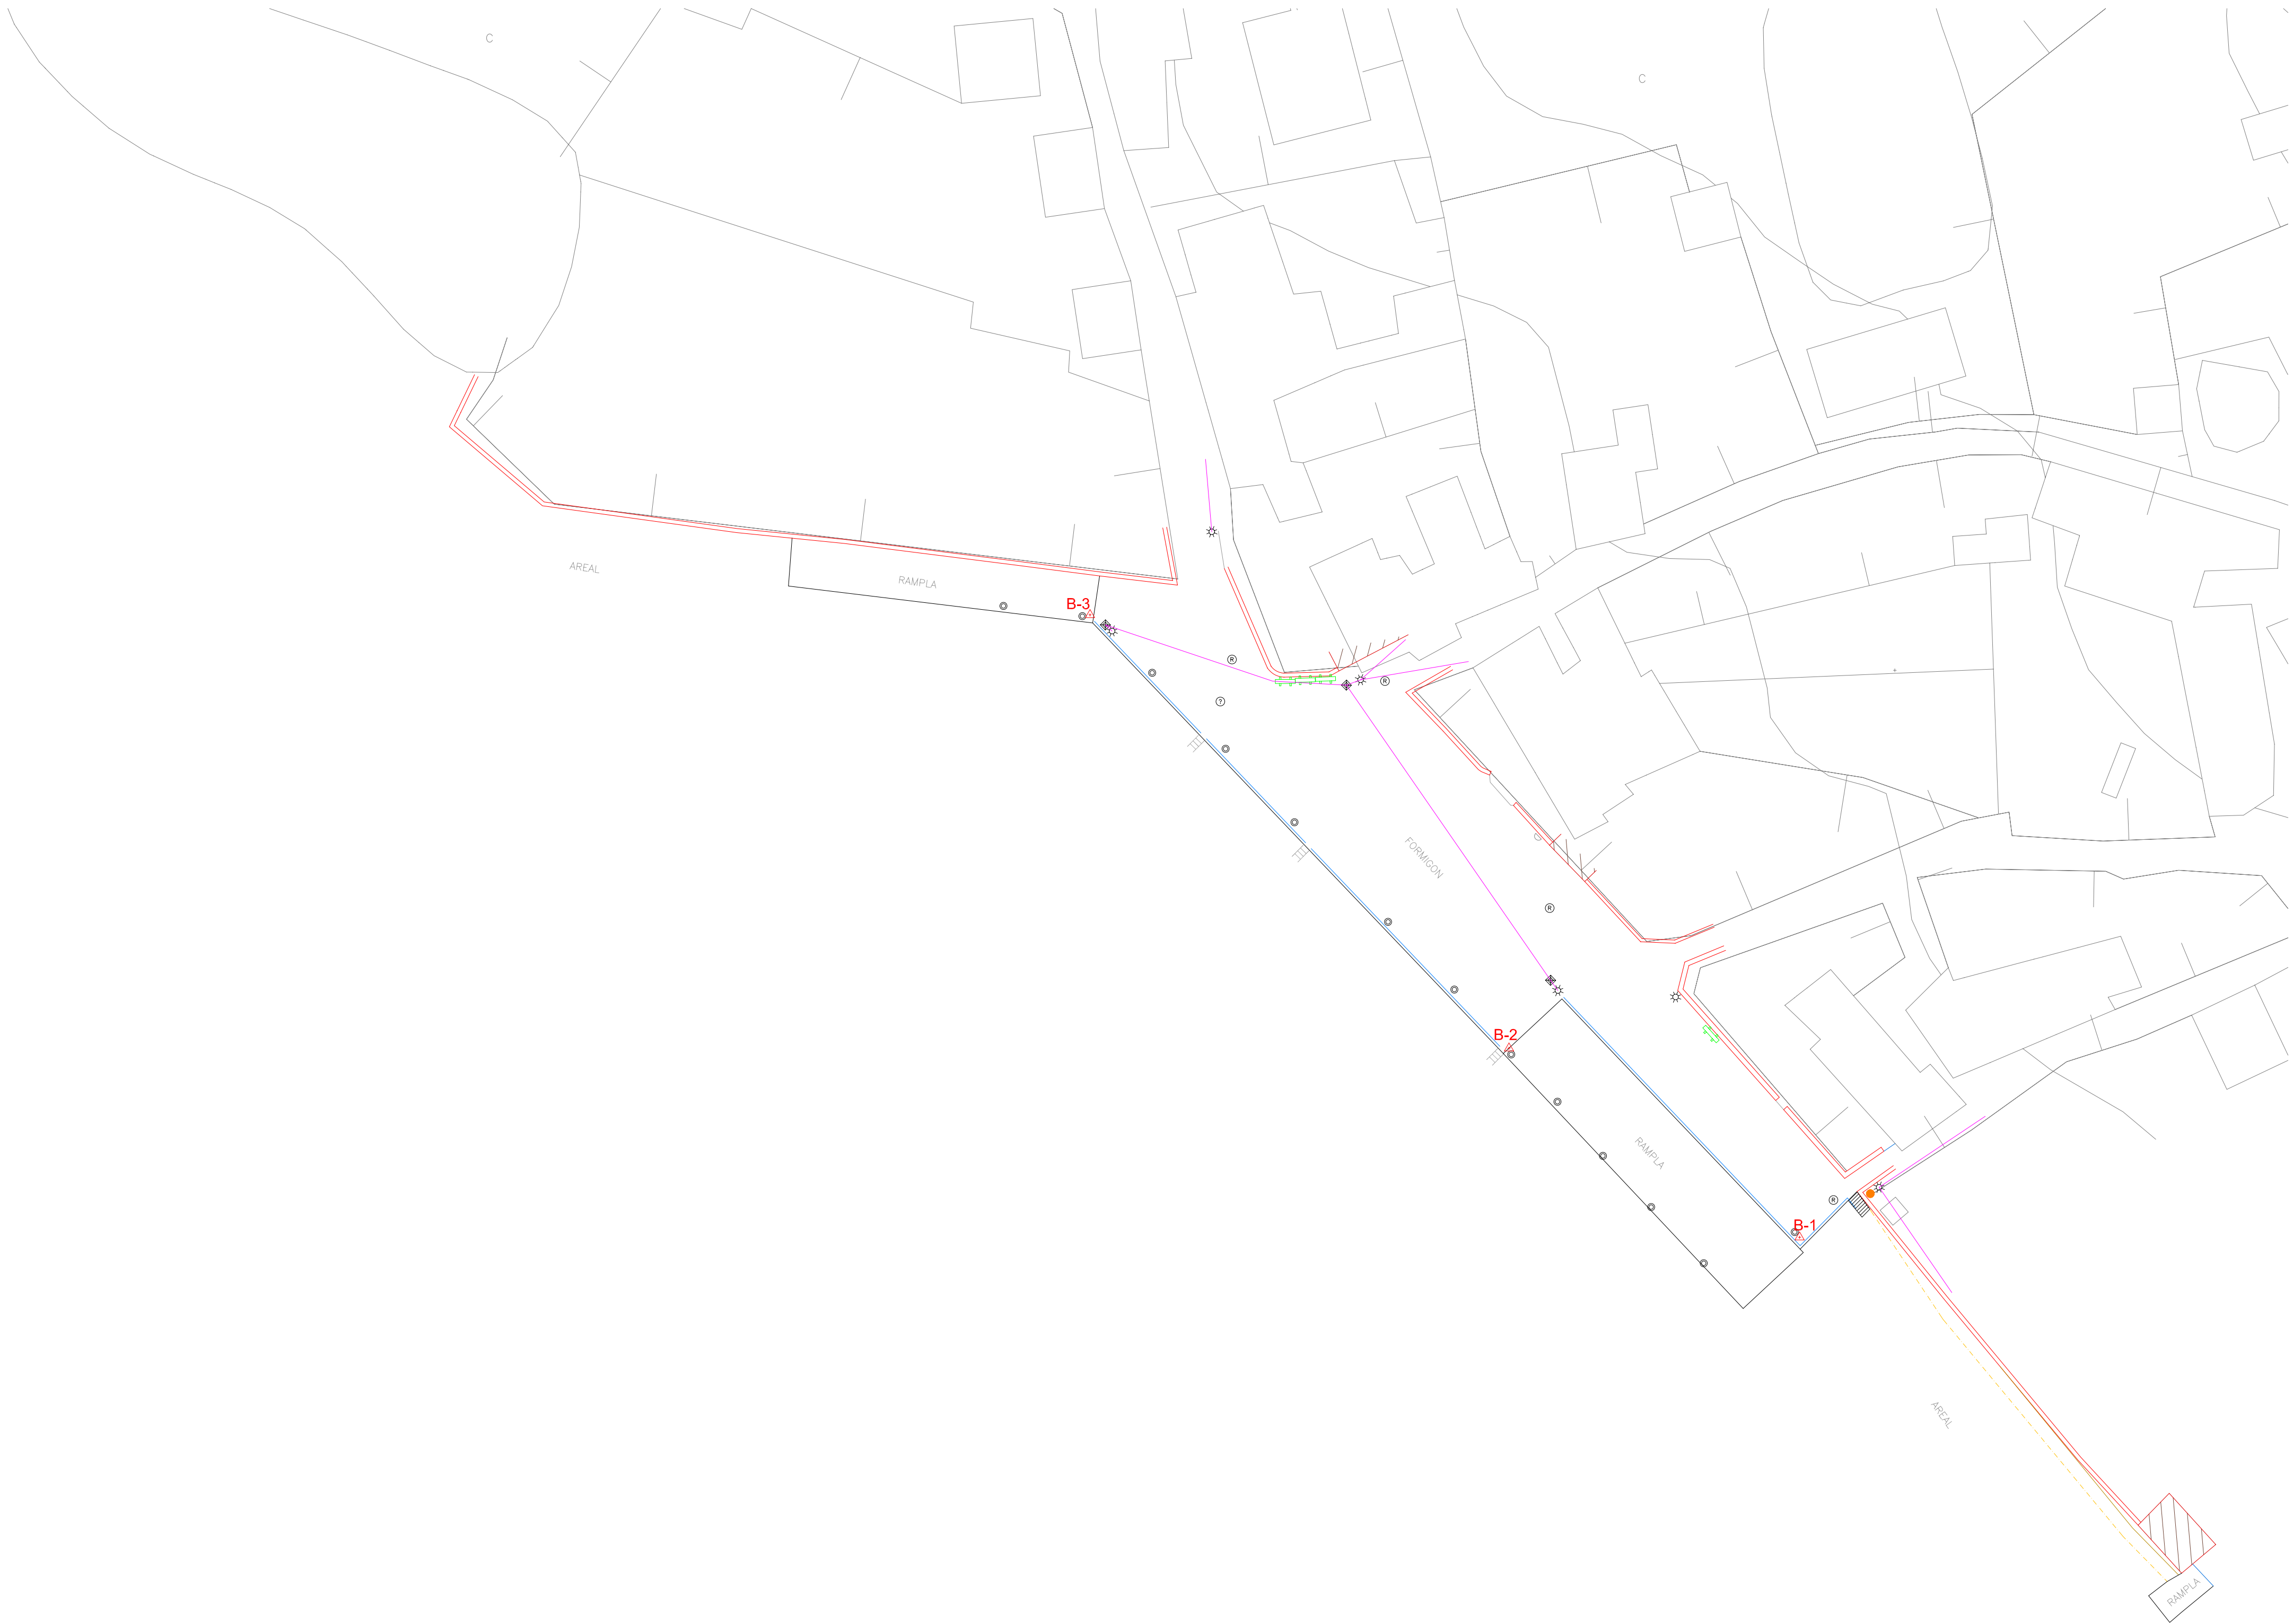 C
C
AREAL
RAMPLA
B-3
R
R
?
FORMIGON
R
B-2
RAMPLA
R
B-1
AREAL
RAMPLA